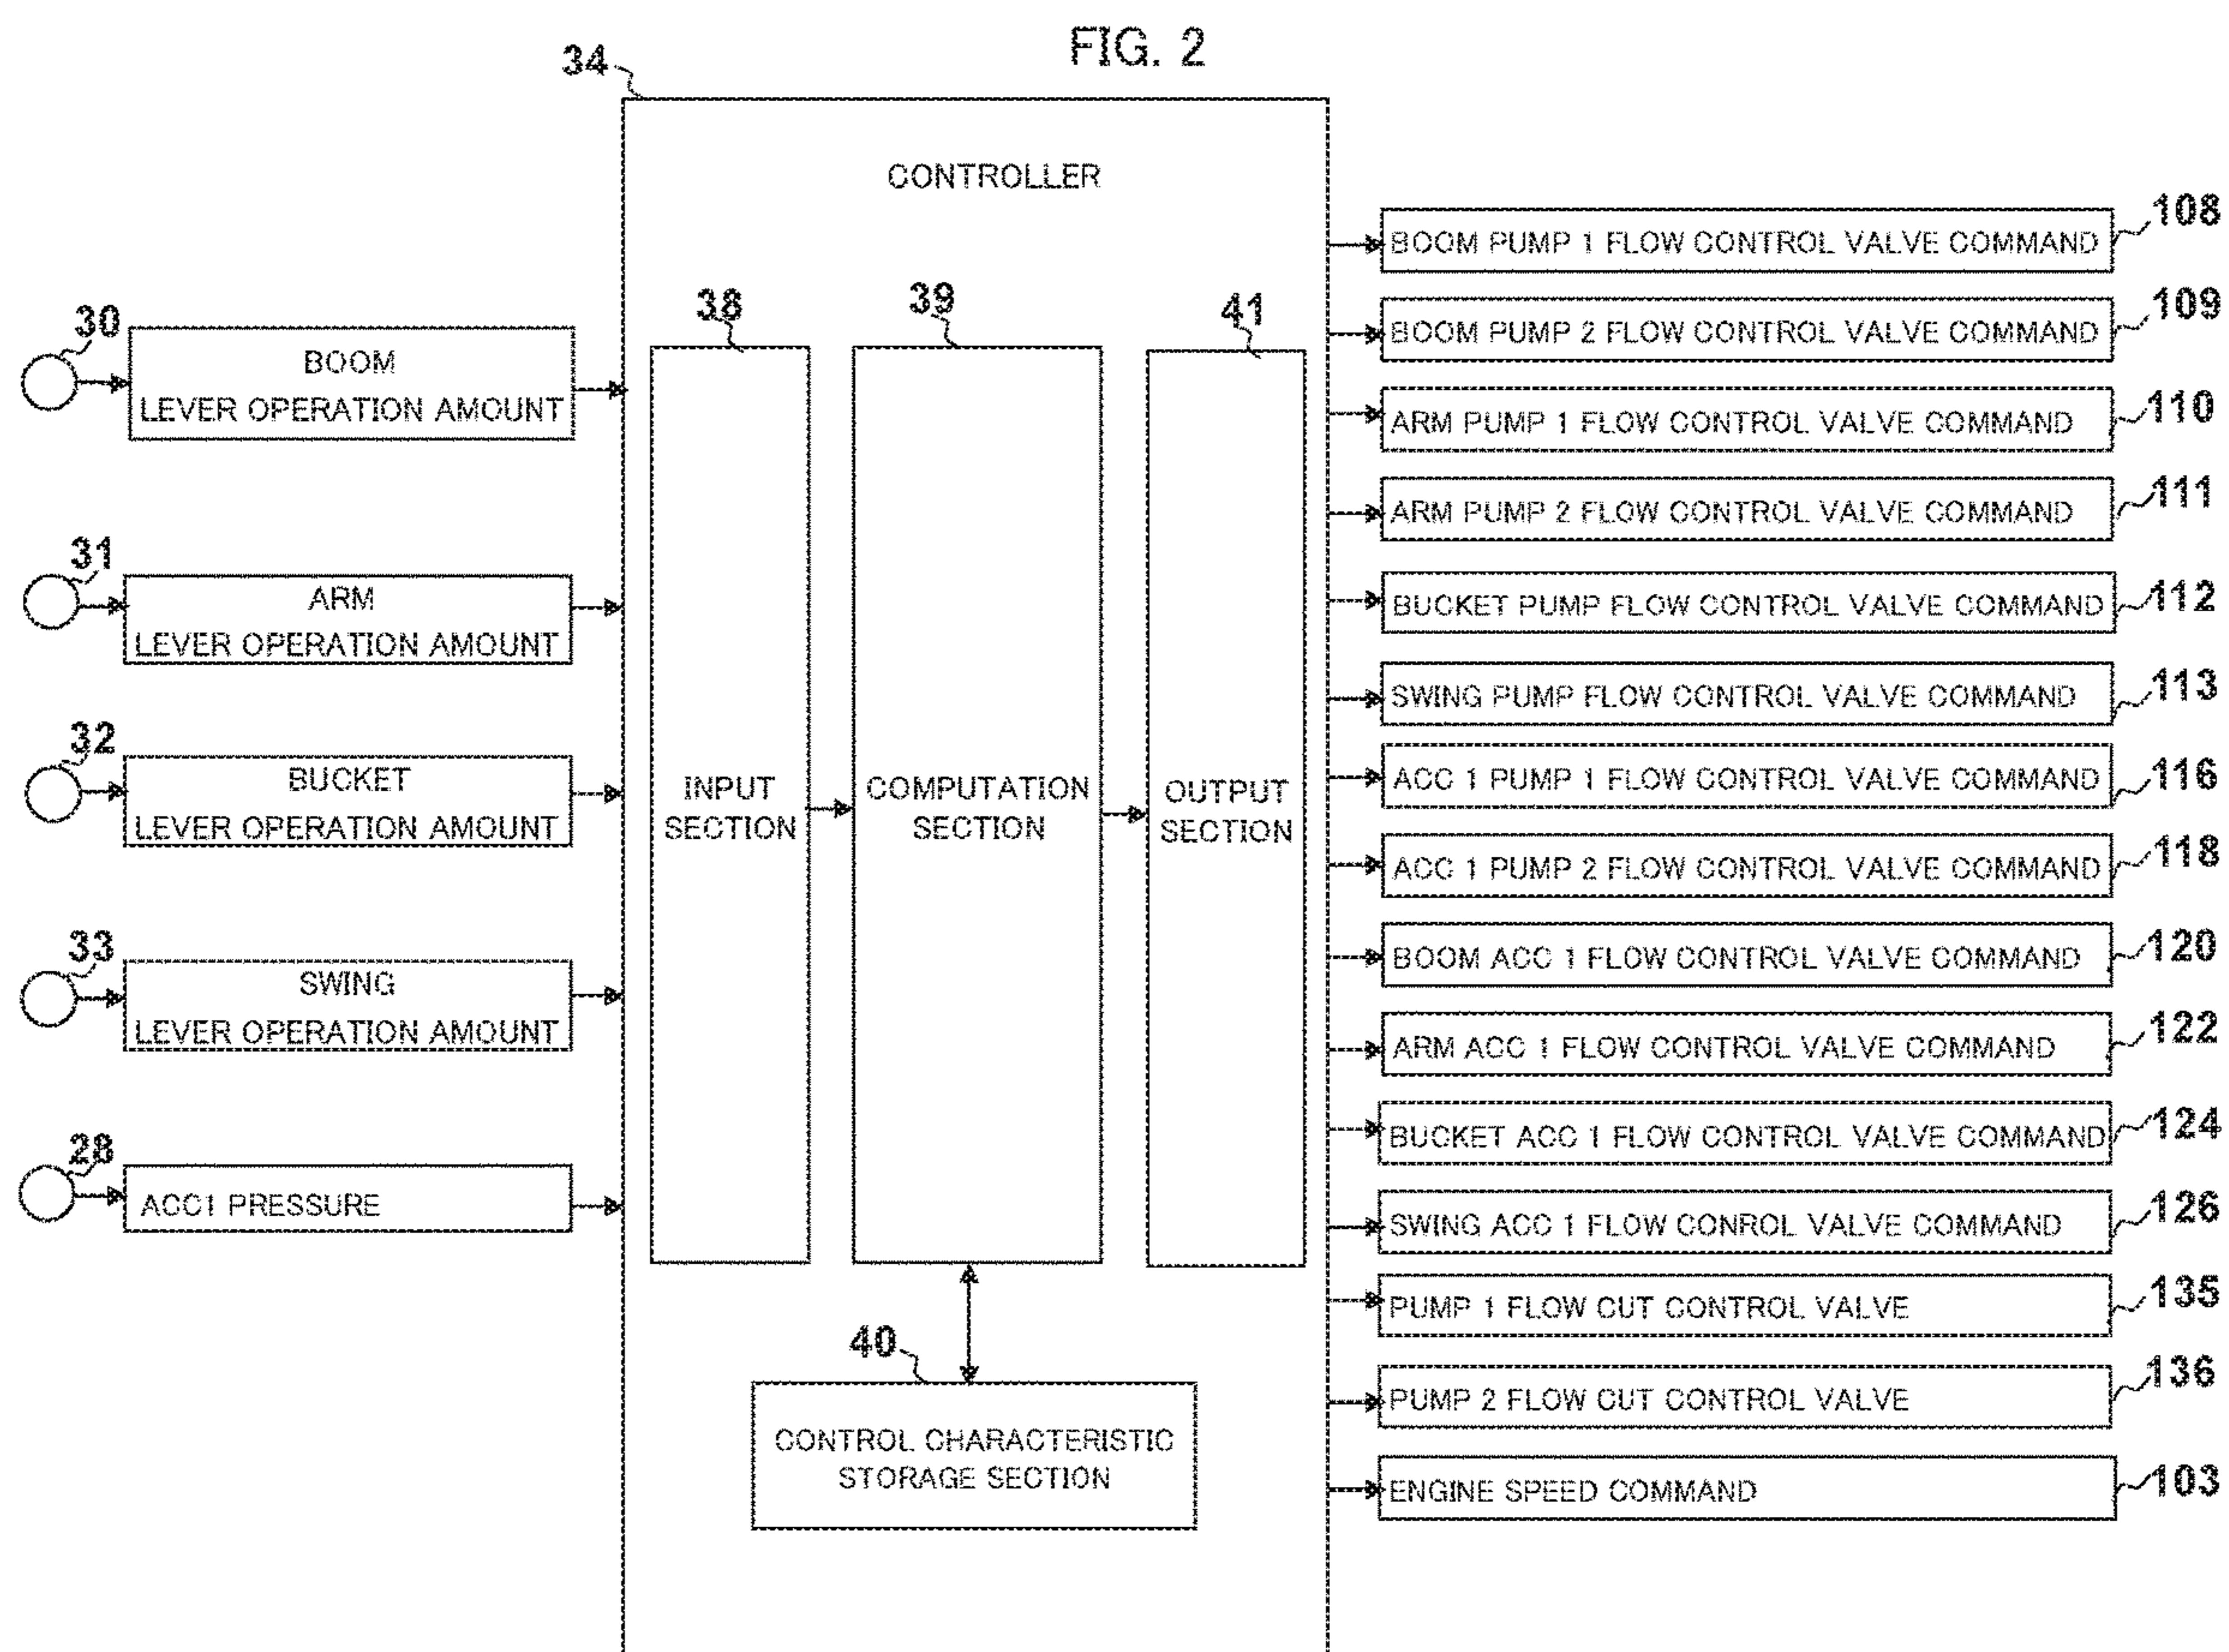 FIG. 2
34
CONTROLLER
30
BOOM
LEVER OPERATION AMOUNT
31
ARM
LEVER OPERATION AMOUNT
32
BUCKET
LEVER OPERATION AMOUNT
33
SWING
LEVER OPERATION AMOUNT
28
ACC1 PRESSURE
38
INPUT
SECTION
39
COMPUTATION
SECTION
41
OUTPUT
SECTION
40
CONTROL CHARACTERISTIC
STORAGE SECTION
BOOM PUMP 1 FLOW CONTROL VALVE COMMAND 108
BOOM PUMP 2 FLOW CONTROL VALVE COMMAND 109
ARM PUMP 1 FLOW CONTROL VALVE COMMAND 110
ARM PUMP 2 FLOW CONTROL VALVE COMMAND 111
BUCKET PUMP FLOW CONTROL VALVE COMMAND 112
SWING PUMP FLOW CONTROL VALVE COMMAND 113
ACC 1 PUMP 1 FLOW CONTROL VALVE COMMAND 116
ACC 1 PUMP 2 FLOW CONTROL VALVE COMMAND 118
BOOM ACC 1 FLOW CONTROL VALVE COMMAND 120
ARM ACC 1 FLOW CONTROL VALVE COMMAND 122
BUCKET ACC 1 FLOW CONTROL VALVE COMMAND 124
SWING ACC 1 FLOW CONROL VALVE COMMAND 126
PUMP 1 FLOW CUT CONTROL VALVE 135
PUMP 2 FLOW CUT CONTROL VALVE 136
ENGINE SPEED COMMAND 103